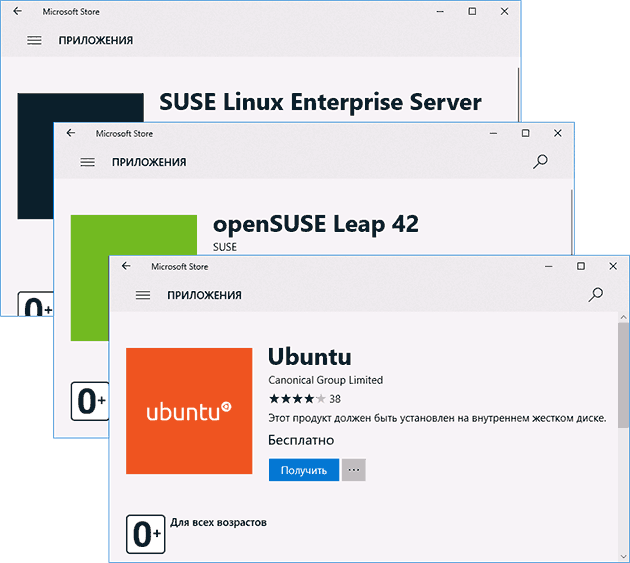 Microsoft Store
ПРИЛОЖЕНИЯ
SUSE Linux Enterprise Server
0+
Microsoft Store
ПРИЛОЖЕНИЯ
openSUSE Leap 42
SUSE
0+
Microsoft Store
ПРИЛОЖЕНИЯ
ubuntu
Ubuntu
Canonical Group Limited
38
Этот продукт должен быть установлен на внутреннем жестком диске.
Бесплатно
Получить
0+
Для всех возрастов